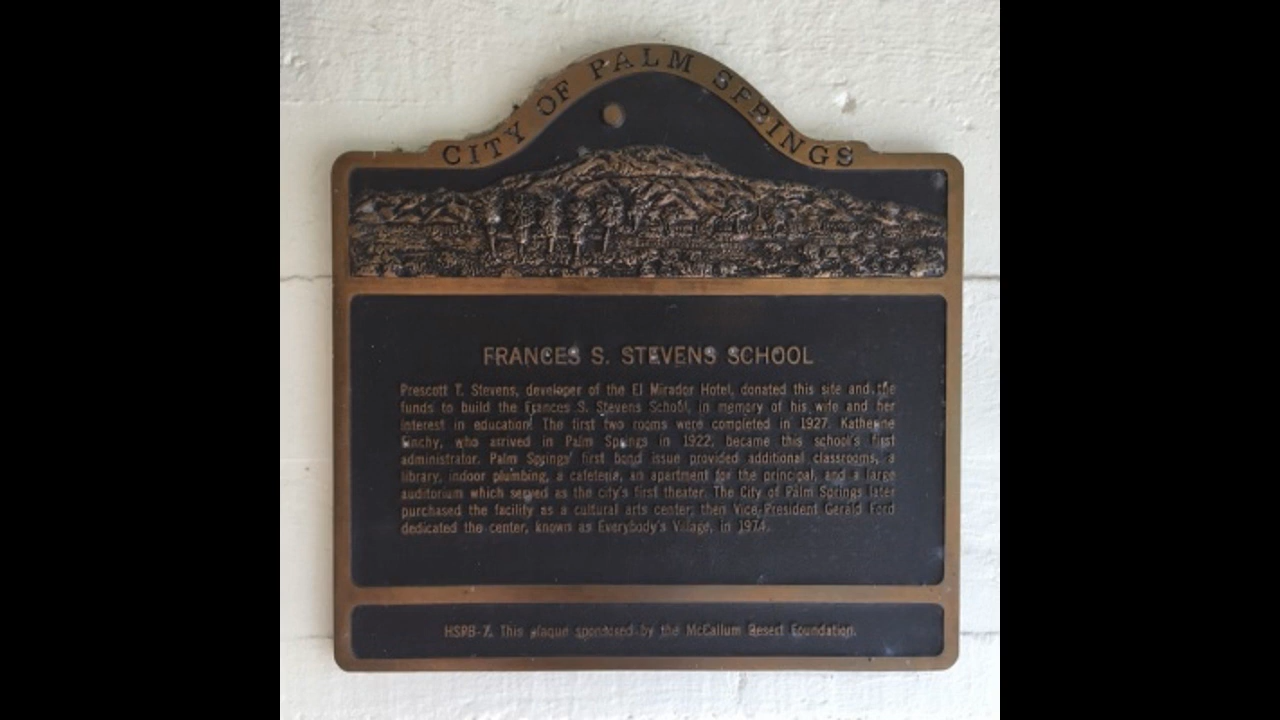 CITY OF PALM SPRINGS
FRANCES S. STEVENS SCHOOL
Prescott T. Stevens, developer of the El Mirador Hotel, donated this site and the
funds to build the Frances S. Stevens School, in memory of his wife and her
interest in education. The first two rooms were completed in 1927. Katherine
Finchy, who arrived in Palm Springs in 1922, became this school's first
administrator. Palm Springs' first bond issue provided additional classrooms, a
library, indoor plumbing, a cafeteria, an apartment for the principal, and a large
auditorium which served as the city's first theater. The City of Palm Springs later
purchased the facility as a cultural arts center; then Vice-President Gerald Ford
dedicated the center, known as Everybody's Village, in 1974.
HSPB-7. This plaque sponsored by the McCallum Desert Foundation.